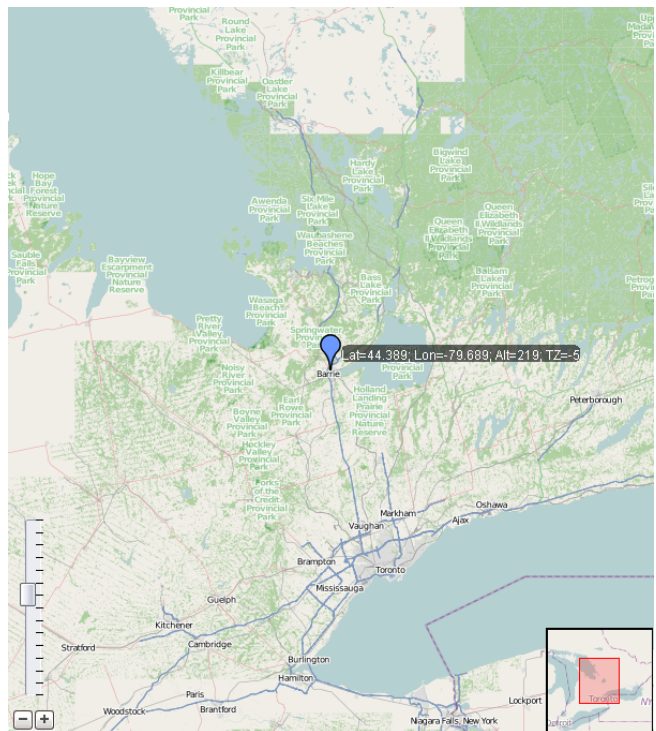 Round
Lake
Provincial
Park
Killbear
Provincial
Park
Oastler
Lake
Provincial
Park
Hope
Bay
Forest
Provincial
Nature
Reserve
Hartly
Lake
Provincial
Park
Bigwind
Lake
Provincial
Park
Awenda
Provincial
Park
Six Mile
Lake
Provincial
Park
Queen
Elizabeth
II Wildlands
Provincial
Park
Queen
Elizabeth
II Wildlands
Provincial
Park
Waubashene
Beaches
Provincial
Park
Sauble
Falls
Provincial
Park
Bayview
Escarpment
Provincial
Nature
Reserve
Bass
Lake
Provincial
Park
Balsam
Lake
Provincial
Park
Wasaga
Beach
Provincial
Park
Pretty
River
Valley
Provincial
Park
Springwater
Lat=44.389; Lon=-79.689; Alt=219; TZ=-5
Provincial
Park
Barrie
Noisy
River
Provincial
Park
Holland
Landing
Prairie
Provincial
Nature
Reserve
Earl
Rowe
Provincial
Park
Boyne
Valley
Provincial
Park
Peterborough
Hockley
Valley
Provincial
Park
Forks
of the
Credit
Provincial
Park
Oshawa
Markham
Ajax
Vaughan
Brampton
Toronto
Mississauga
Guelph
Kitchener
Cambridge
Stratford
Burlington
Hamilton
Paris
Brantford
Woodstock
Lockport
Niagara Falls, New York
Toronto
NY
Detroit